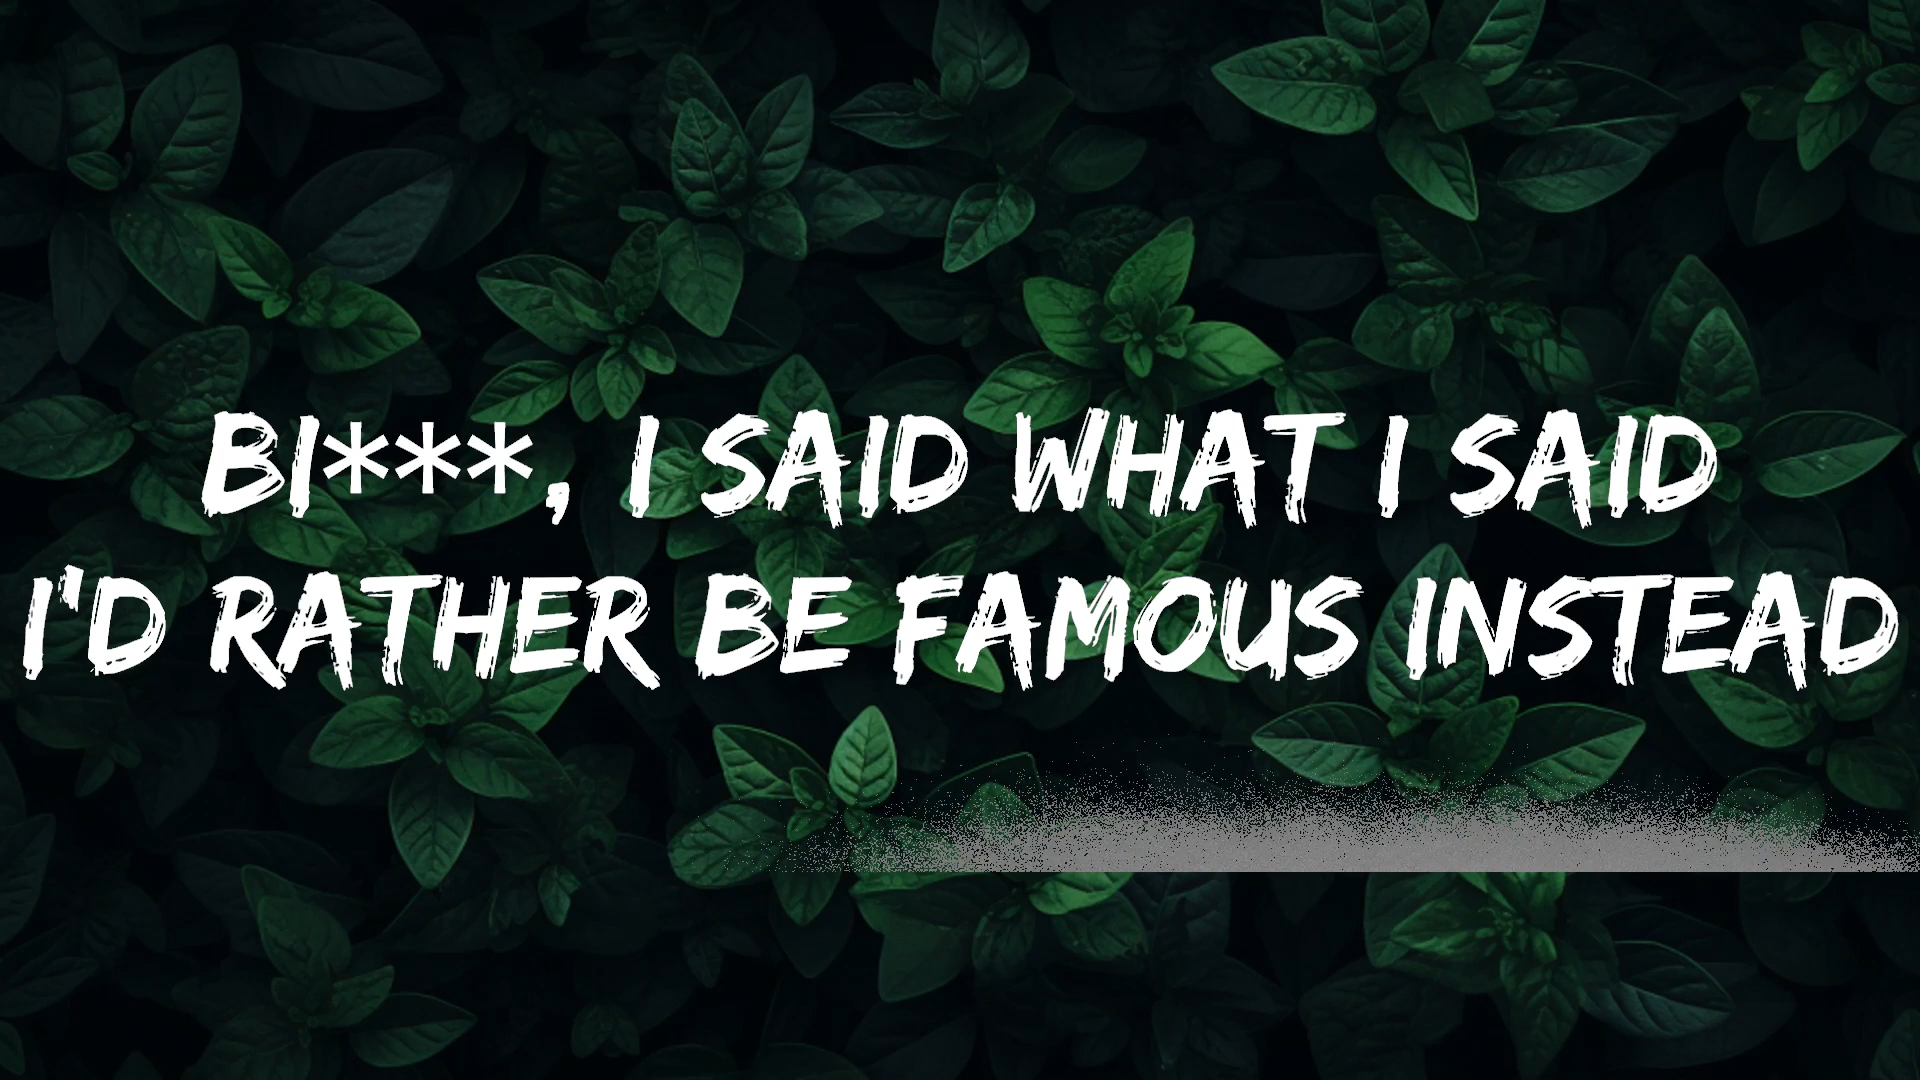 BI***, I SAID WHAT I SAID
I'D RATHER BE FAMOUS INSTEAD